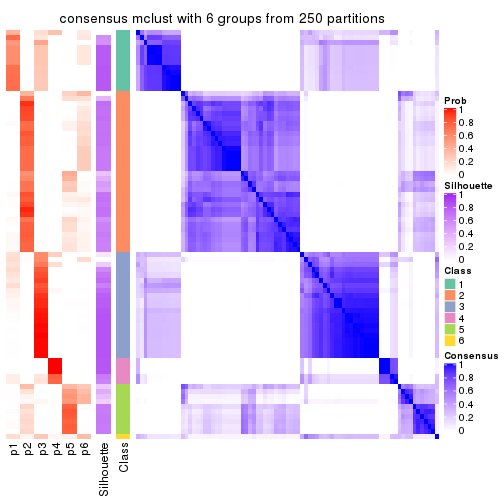 consensus mclust with 6 groups from 250 partitions
Prob
1
0.8
0.6
0.4
0.2
0
Silhouette
1
0.8
0.6
0.4
0.2
0
Class
1
2
3
4
5
6
Consensus
1
0.8
0.6
0.4
0.2
0
p1
p2
p3
p4
p5
p6
Silhouette
Class